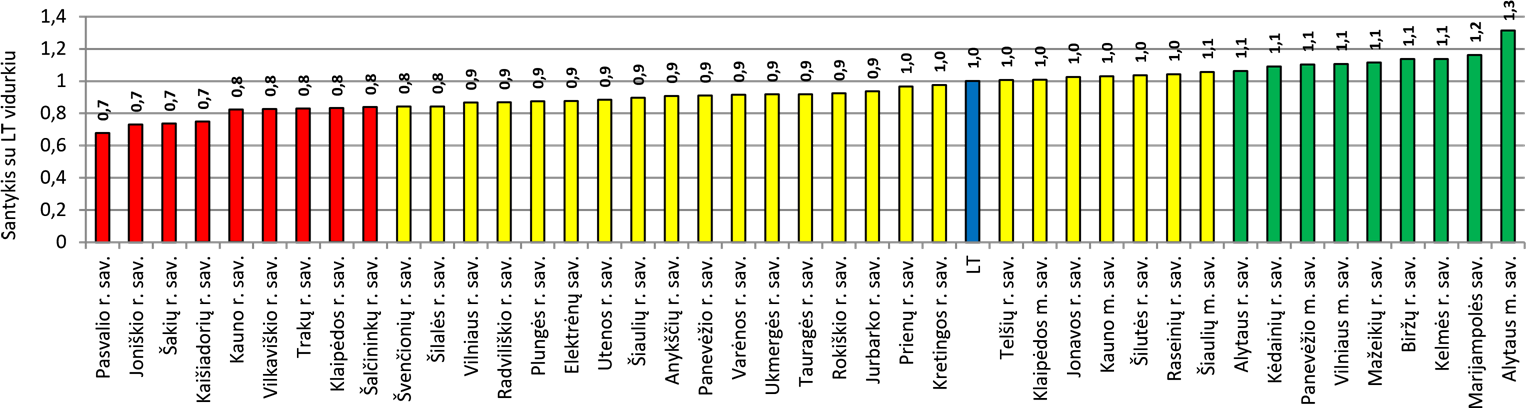 Santykis su LT vidurkiu
1,4
1,2
1
0,8
0,6
0,4
0,2
0
0,7
0,7
0,7
0,7
0,8
0,8
0,8
0,8
0,8
0,8
0,8
0,9
0,9
0,9
0,9
0,9
0,9
0,9
0,9
0,9
0,9
0,9
0,9
0,9
1,0
1,0
1,0
1,0
1,0
1,0
1,0
1,0
1,0
1,1
1,1
1,1
1,1
1,1
1,1
1,1
1,1
1,2
1,3
Pasvalio r. sav.
Joniškio r. sav.
Šakių r. sav.
Kaišiadorių r. sav.
Kauno r. sav.
Vilkaviškio r. sav.
Trakų r. sav.
Klaipėdos r. sav.
Šalčininkų r. sav.
Švenčionių r. sav.
Šilalės r. sav.
Vilniaus r. sav.
Radviliškio r. sav.
Plungės r. sav.
Elektrėnų sav.
Utenos r. sav.
Šiaulių r. sav.
Anykščių r. sav.
Panevėžio r. sav.
Varėnos r. sav.
Ukmergės r. sav.
Tauragės r. sav.
Rokiškio r. sav.
Jurbarko r. sav.
Prienų r. sav.
Kretingos r. sav.
LT
Telšių r. sav.
Klaipėdos m. sav.
Jonavos r. sav.
Kauno m. sav.
Šilutės r. sav.
Raseinių r. sav.
Šiaulių m. sav.
Alytaus r. sav.
Kėdainių r. sav.
Panevėžio m. sav.
Vilniaus m. sav.
Mažeikių r. sav.
Biržų r. sav.
Kelmės r. sav.
Marijampolės sav.
Alytaus m. sav.